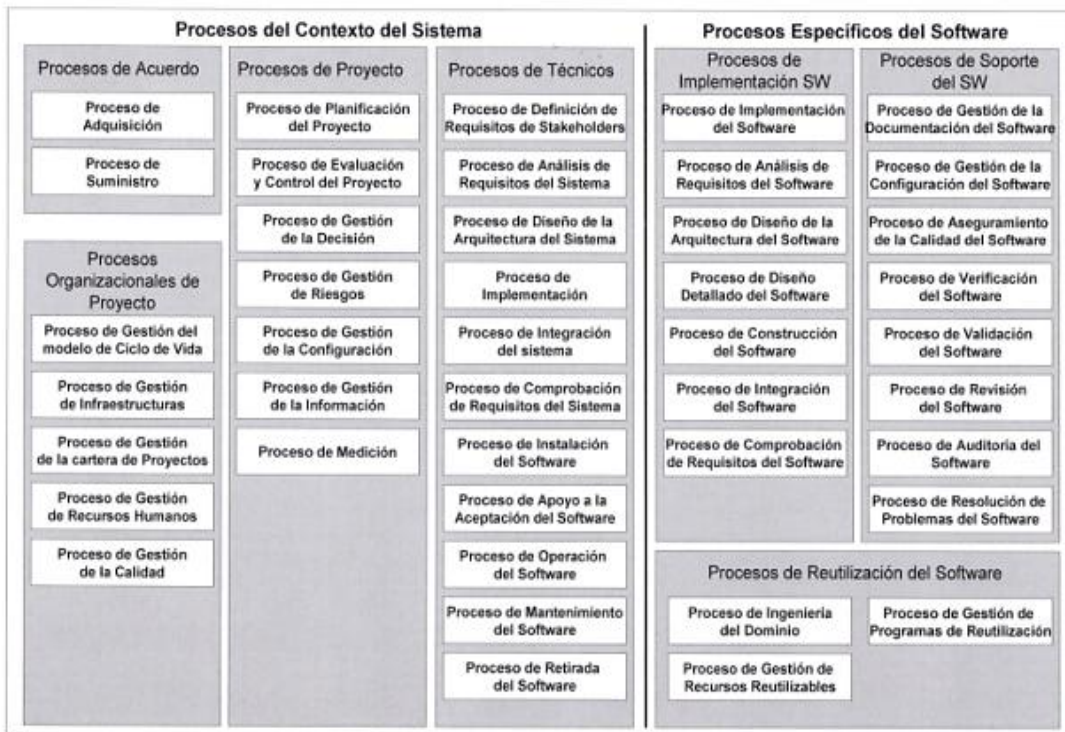 Procesos del Contexto del Sistema
Procesos de Acuerdo
Proceso de
Adquisición
Proceso de
Suministro
Procesos
Organizacionales de
Proyecto
Proceso de Gestión del
modelo de Ciclo de Vida
Proceso de Gestión
de Infraestructuras
Proceso de Gestión
de la cartera de Proyectos
Proceso de Gestión
de Recursos Humanos
Proceso de Gestión
de la Calidad
Procesos de Proyecto
Proceso de Planificación
del Proyecto
Proceso de Evaluación
y Control del Proyecto
Proceso de Gestión
de la Decisión
Proceso de Gestión
de Riesgos
Proceso de Gestión
de la Configuración
Proceso de Gestión
de la Información
Proceso de Medición
Procesos de Técnicos
Proceso de Definición de
Requisitos de Stakeholders
Proceso de Análisis de
Requisitos del Sistema
Proceso de Diseño de la
Arquitectura del Sistema
Proceso de
Implementación
Proceso de Integración
del sistema
Proceso de Comprobación
de Requisitos del Sistema
Proceso de Instalación
del Software
Proceso de Apoyo a la
Aceptación del Software
Proceso de Operación
del Software
Proceso de Mantenimiento
del Software
Proceso de Retirada
del Software
Procesos Específicos del Software
Procesos de
Implementación SW
Proceso de Implementación
del Software
Proceso de Análisis de
Requisitos del Software
Proceso de Diseño de la
Arquitectura del Software
Proceso de Diseño
Detallado del Software
Proceso de Construcción
del Software
Proceso de Integración
del Software
Proceso de Comprobación
de Requisitos del Software
Procesos de Soporte
del SW
Proceso de Gestión de la
Documentación del Software
Proceso de Gestión de la
Configuración del Software
Proceso de Aseguramiento
de la Calidad del Software
Proceso de Verificación
del Software
Proceso de Validación
del Software
Proceso de Revisión
del Software
Proceso de Auditoria del
Software
Proceso de Resolución de
Problemas del Software
Procesos de Reutilización del Software
Proceso de Ingeniería
del Dominio
Proceso de Gestión de
Programas de Reutilización
Proceso de Gestión de
Recursos Reutilizables